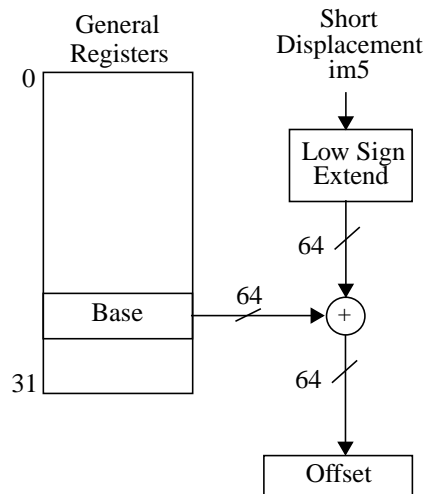 General
Registers
0
Short
Displacement
im5
Low Sign
Extend
64
64
Base
+
31
64
Offset